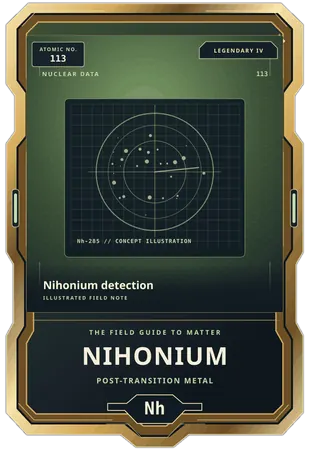 ATOMIC NO.
113
LEGENDARY IV
NUCLEAR DATA
113
Nh-285 // CONCEPT ILLUSTRATION
Nihonium detection
ILLUSTRATED FIELD NOTE
THE FIELD GUIDE TO MATTER
NIHONIUM
POST-TRANSITION METAL
Nh